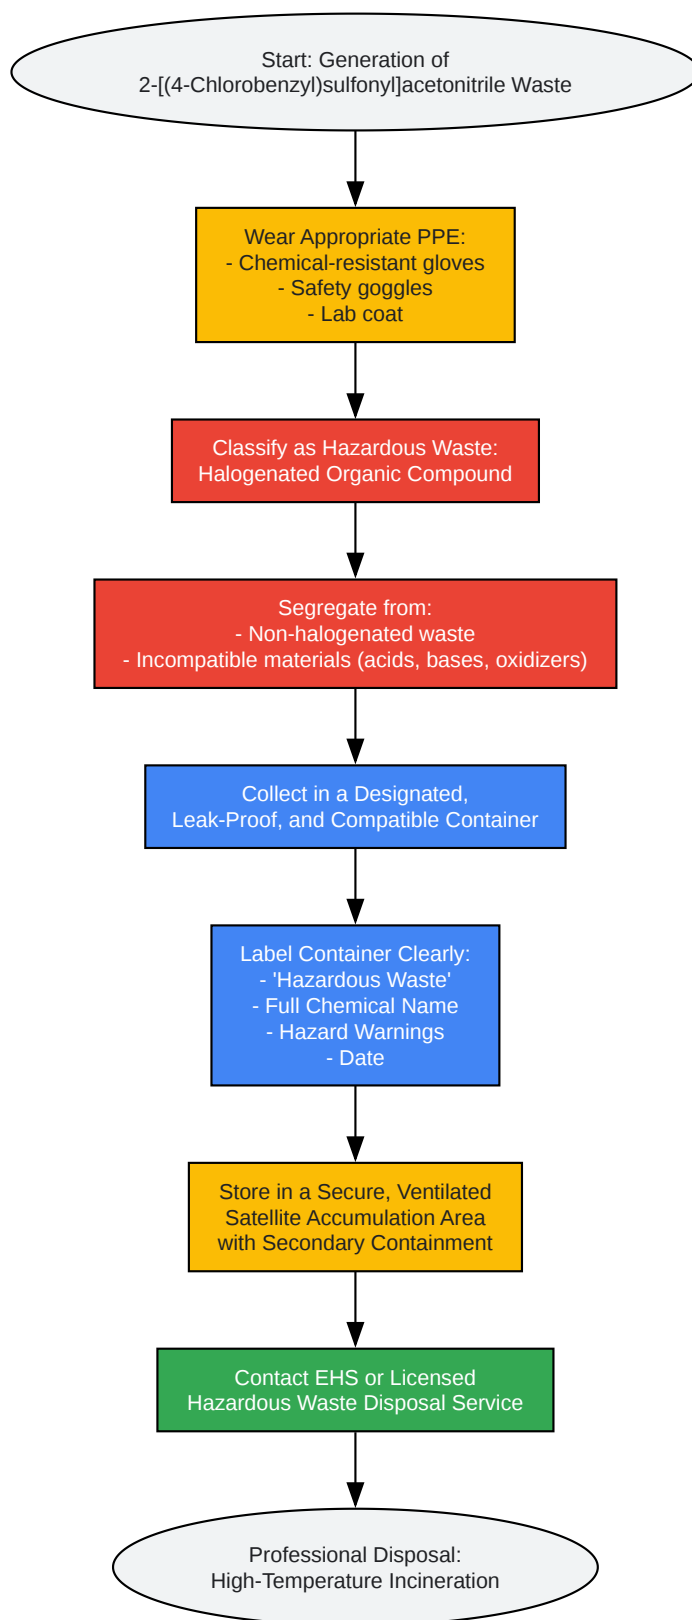 Start: Generation of
2-[(4-Chlorobenzyl)sulfonyl]acetonitrile Waste
Wear Appropriate PPE:
- Chemical-resistant gloves
- Safety goggles
- Lab coat
Classify as Hazardous Waste:
Halogenated Organic Compound
Segregate from:
- Non-halogenated waste
- Incompatible materials (acids, bases, oxidizers)
Collect in a Designated,
Leak-Proof, and Compatible Container
Label Container Clearly:
- 'Hazardous Waste'
- Full Chemical Name
- Hazard Warnings
- Date
Store in a Secure, Ventilated
Satellite Accumulation Area
with Secondary Containment
Contact EHS or Licensed
Hazardous Waste Disposal Service
Professional Disposal:
High-Temperature Incineration